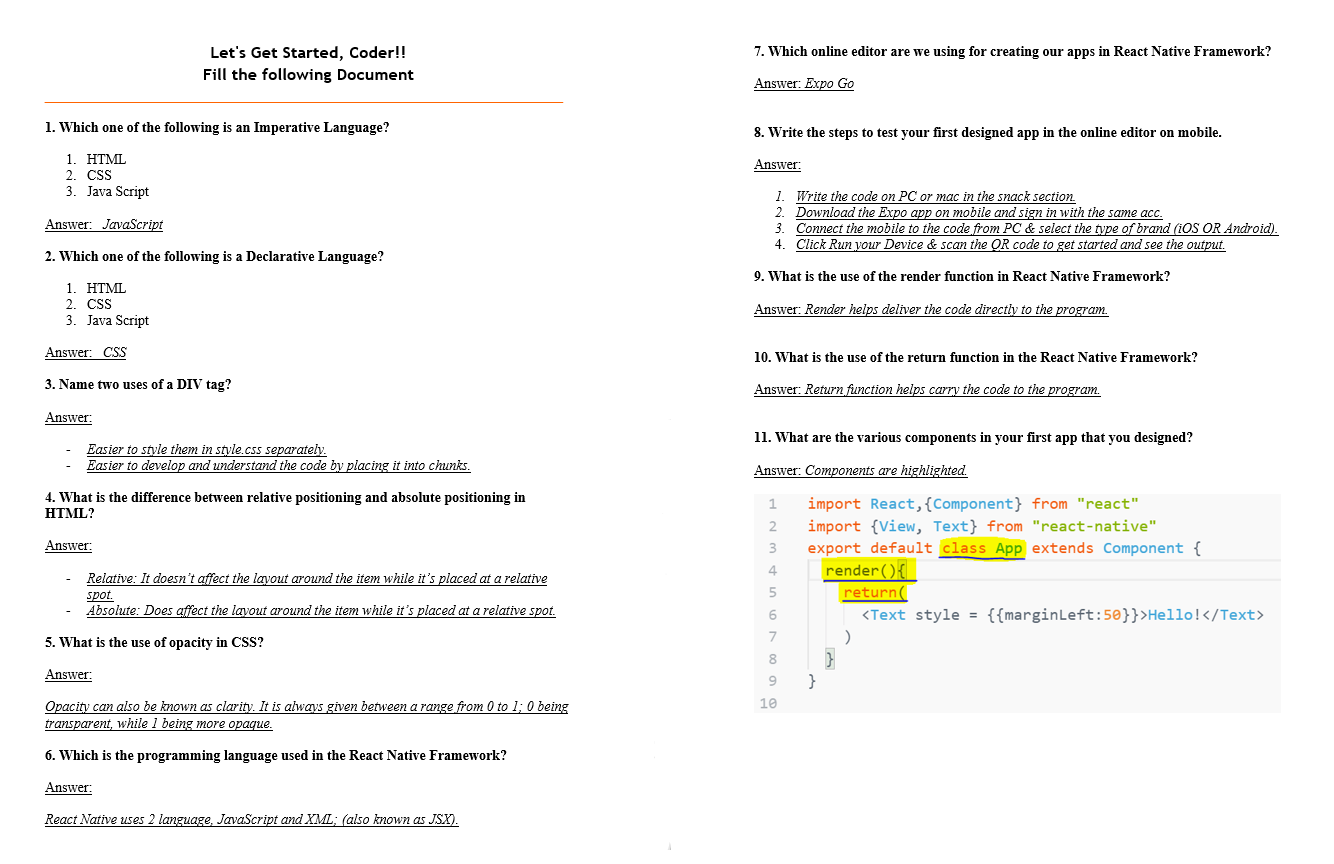 Let's Get Started, Coder!!
Fill the following Document
1. Which one of the following is an Imperative Language?
1. HTML
2. CSS
3. Java Script
Answer: JavaScript
2. Which one of the following is a Declarative Language?
1. HTML
2. CSS
3. Java Script
Answer: CSS
3. Name two uses of a DIV tag?
Answer:
- Easier to style them in style.css separately.
- Easier to develop and understand the code by placing it into chunks.
4. What is the difference between relative positioning and absolute positioning in
HTML?
Answer:
- Relative: It doesn't affect the layout around the item while it's placed at a relative
spot.
- Absolute: Does affect the layout around the item while it's placed at a relative spot.
5. What is the use of opacity in CSS?
Answer:
Opacity can also be known as clarity. It is always given between a range from 0 to 1; 0 being
transparent, while 1 being more opaque.
6. Which is the programming language used in the React Native Framework?
Answer:
React Native uses 2 language, JavaScript and XML; (also known as JSX).
7. Which online editor are we using for creating our apps in React Native Framework?
Answer: Expo Go
8. Write the steps to test your first designed app in the online editor on mobile.
Answer:
1. Write the code on PC or mac in the snack section.
2. Download the Expo app on mobile and sign in with the same acc.
3. Connect the mobile to the code from PC & select the type of brand (iOS OR Android).
4. Click Run your Device & scan the QR code to get started and see the output.
9. What is the use of the render function in React Native Framework?
Answer: Render helps deliver the code directly to the program.
10. What is the use of the return function in the React Native Framework?
Answer: Return function helps carry the code to the program.
11. What are the various components in your first app that you designed?
Answer: Components are highlighted.
1 import React,{Component} from "react"
2 import {View, Text} from "react-native"
3 export default class App extends Component {
4 render(){
5 return(
6 <Text style = {{marginLeft:50}}>Hello!</Text>
7 )
8 }
9 }
10